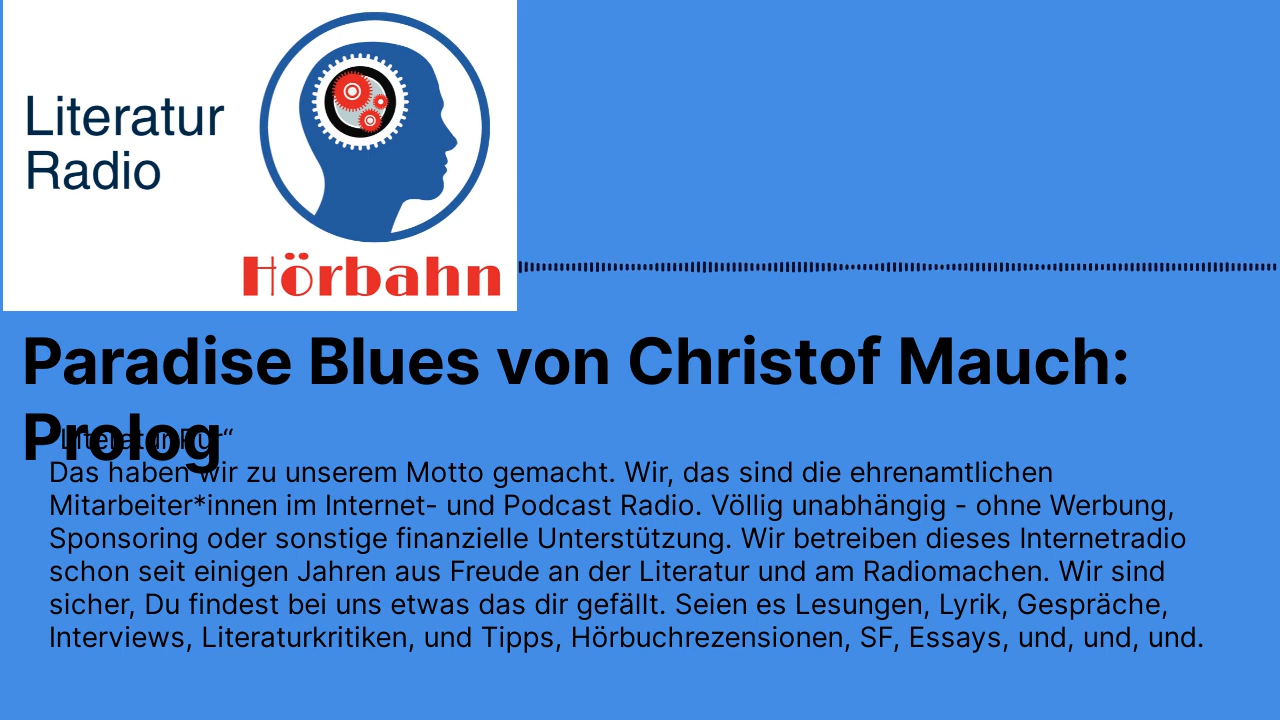 Literatur
Radio
Hörbahn
Paradise Blues von Christof Mauch:
Prolog
"Literatur Pur“
Das haben wir zu unserem Motto gemacht. Wir, das sind die ehrenamtlichen
Mitarbeiter*innen im Internet- und Podcast Radio. Völlig unabhängig - ohne Werbung,
Sponsoring oder sonstige finanzielle Unterstützung. Wir betreiben dieses Internetradio
schon seit einigen Jahren aus Freude an der Literatur und am Radiomachen. Wir sind
sicher, Du findest bei uns etwas das dir gefällt. Seien es Lesungen, Lyrik, Gespräche,
Interviews, Literaturkritiken, und Tipps, Hörbuchrezensionen, SF, Essays, und, und, und.